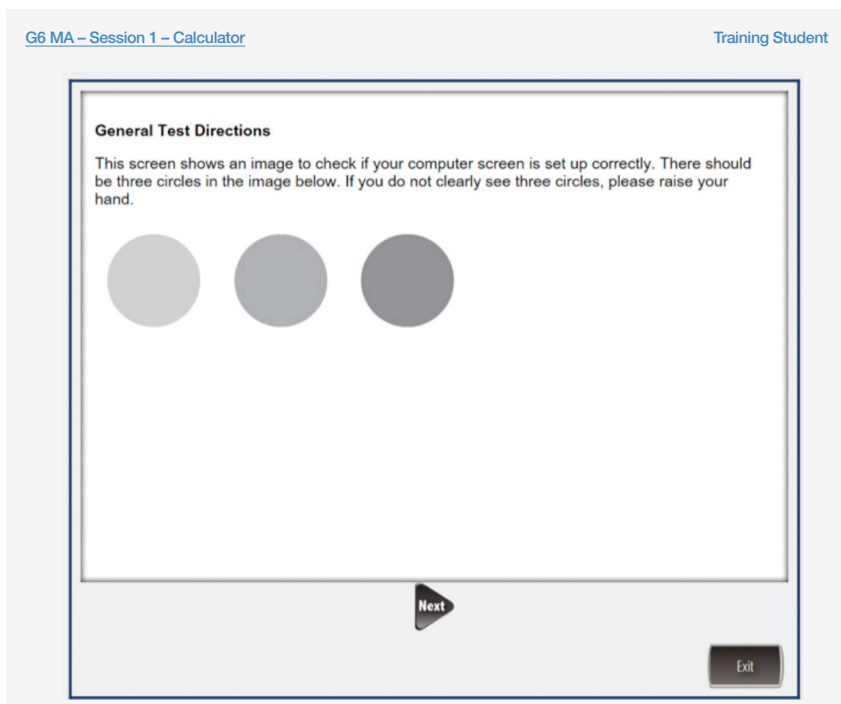 G6 MA – Session 1 – Calculator
Training Student
General Test Directions
This screen shows an image to check if your computer screen is set up correctly. There should
be three circles in the image below. If you do not clearly see three circles, please raise your
hand.
Next
Exit